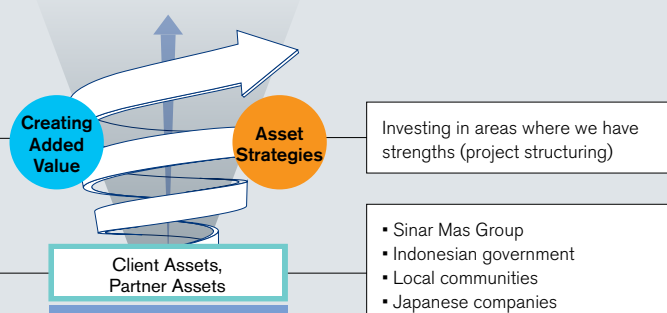 Creating
Added
Value
Asset
Strategies
Investing in areas where we have
strengths (project structuring)
Client Assets,
Partner Assets
▪ Sinar Mas Group
▪ Indonesian government
▪ Local communities
▪ Japanese companies